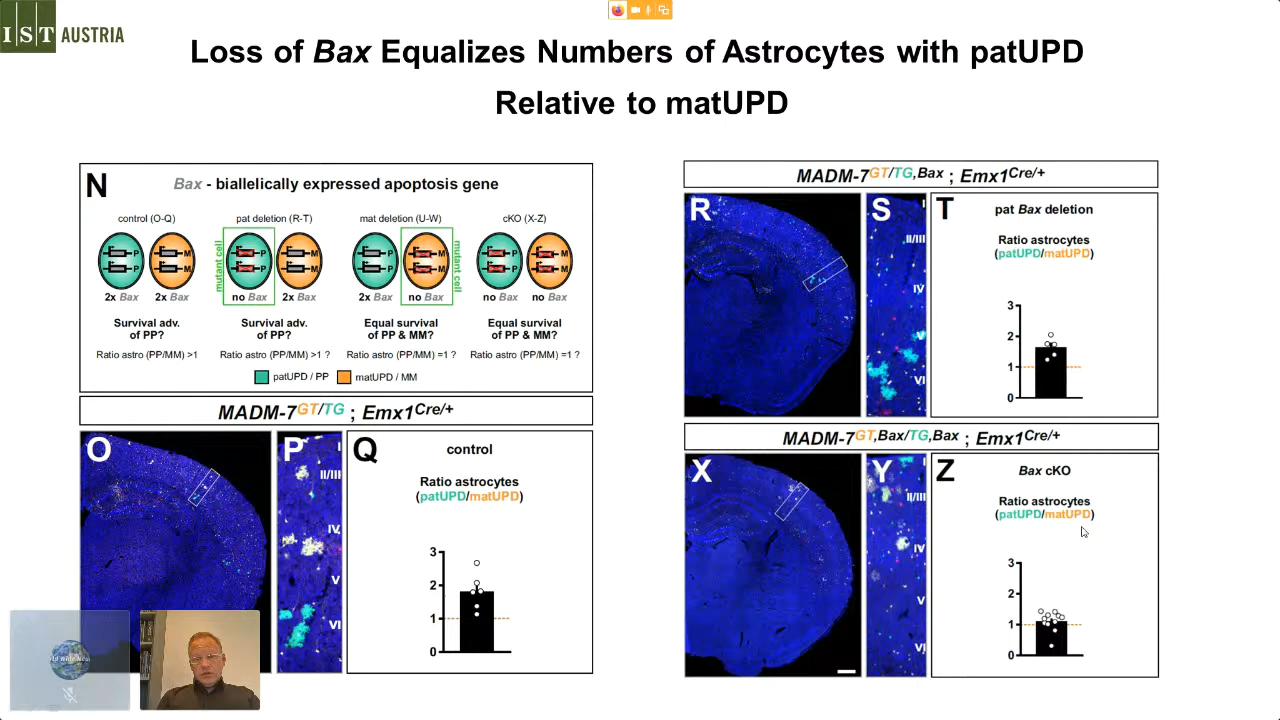 IST AUSTRIA
Loss of Bax Equalizes Numbers of Astrocytes with patUPD
Relative to matUPD
N
Bax - biallelically expressed apoptosis gene
control (O-Q)
pat deletion (R-T)
mat deletion (U-W)
cKO (X-Z)
mutant cell
mutant cell
P M P M P M P M
P M P M P M P M
2x Bax 2x Bax
no Bax 2x Bax
2x Bax no Bax
no Bax no Bax
Survival adv.
of PP?
Survival adv.
of PP?
Equal survival
of PP & MM?
Equal survival
of PP & MM?
Ratio astro (PP/MM) >1
Ratio astro (PP/MM) >1 ?
Ratio astro (PP/MM) =1 ?
Ratio astro (PP/MM) =1 ?
patUPD / PP
matUPD / MM
MADM-7GT/TG ; Emx1Cre/+
O
P
I
II/III
IV
V
VI
Q
control
Ratio astrocytes
(patUPD/matUPD)
3
2
1
0
MADM-7GT/TG,Bax ; Emx1Cre/+
R
S
I
II/III
IV
V
VI
T
pat Bax deletion
Ratio astrocytes
(patUPD/matUPD)
3
2
1
0
MADM-7GT,Bax/TG,Bax ; Emx1Cre/+
X
Y
I
II/III
IV
V
VI
Z
Bax cKO
Ratio astrocytes
(patUPD/matUPD)
3
2
1
0